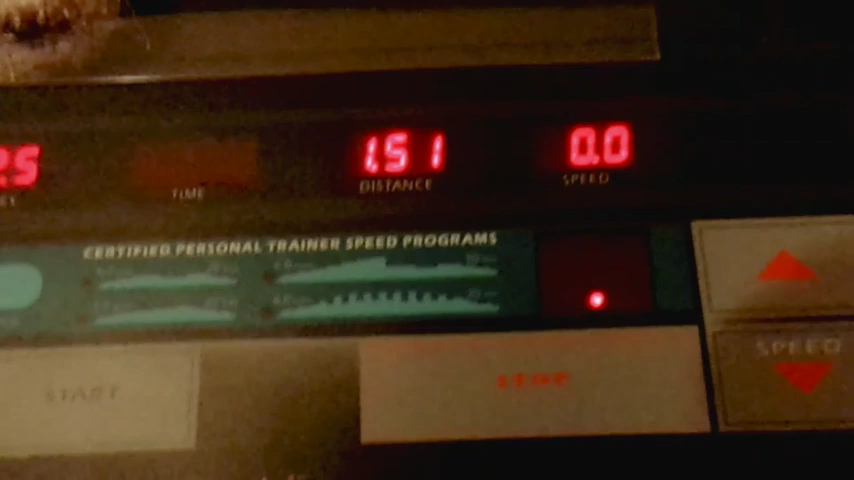 25
1.51
0.0
TIME
DISTANCE
SPEED
CERTIFIED PERSONAL TRAINER SPEED PROGRAMS
START
STOP
SPEED